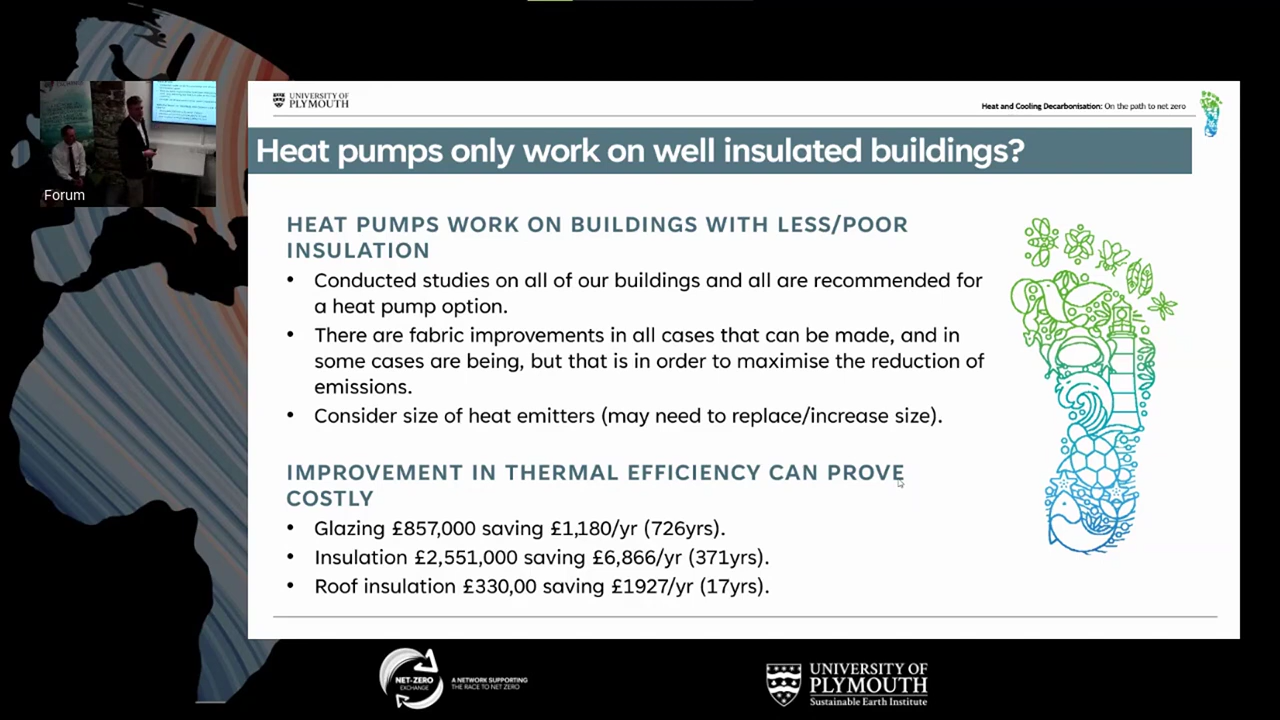 UNIVERSITY OF
PLYMOUTH
Heat and Cooling Decarbonisation: On the path to net zero
Heat pumps only work on well insulated buildings?
Forum
HEAT PUMPS WORK ON BUILDINGS WITH LESS/POOR
INSULATION
• Conducted studies on all of our buildings and all are recommended for
a heat pump option.
• There are fabric improvements in all cases that can be made, and in
some cases are being, but that is in order to maximise the reduction of
emissions.
• Consider size of heat emitters (may need to replace/increase size).
IMPROVEMENT IN THERMAL EFFICIENCY CAN PROVE
COSTLY
• Glazing £857,000 saving £1,180/yr (726yrs).
• Insulation £2,551,000 saving £6,866/yr (371yrs).
• Roof insulation £330,00 saving £1927/yr (17yrs).
NET-ZERO
EXCHANGE
A NETWORK SUPPORTING
THE RACE TO NET ZERO
UNIVERSITY OF
PLYMOUTH
Sustainable Earth Institute